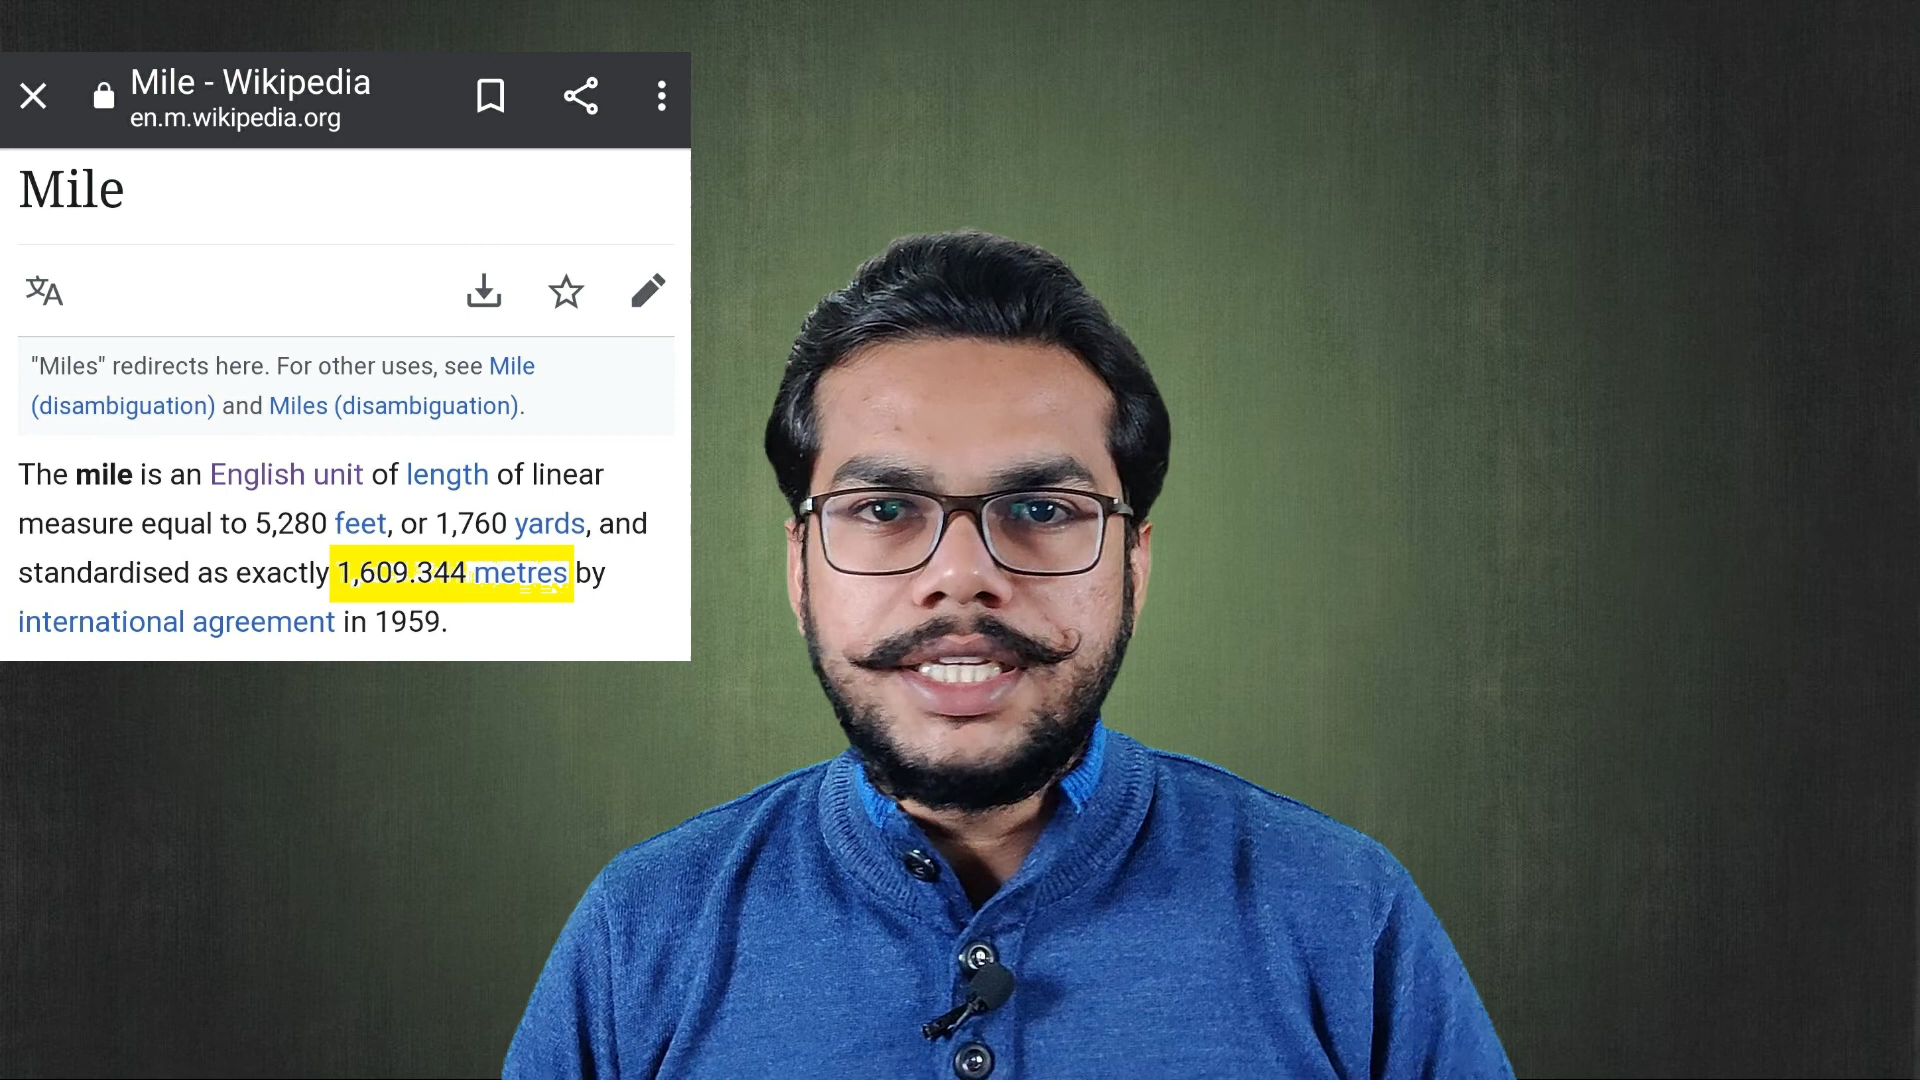 Mile - Wikipedia
en.m.wikipedia.org
Mile
"Miles" redirects here. For other uses, see Mile
(disambiguation) and Miles (disambiguation).
The mile is an English unit of length of linear
measure equal to 5,280 feet, or 1,760 yards, and
standardised as exactly 1,609.344 metres by
international agreement in 1959.